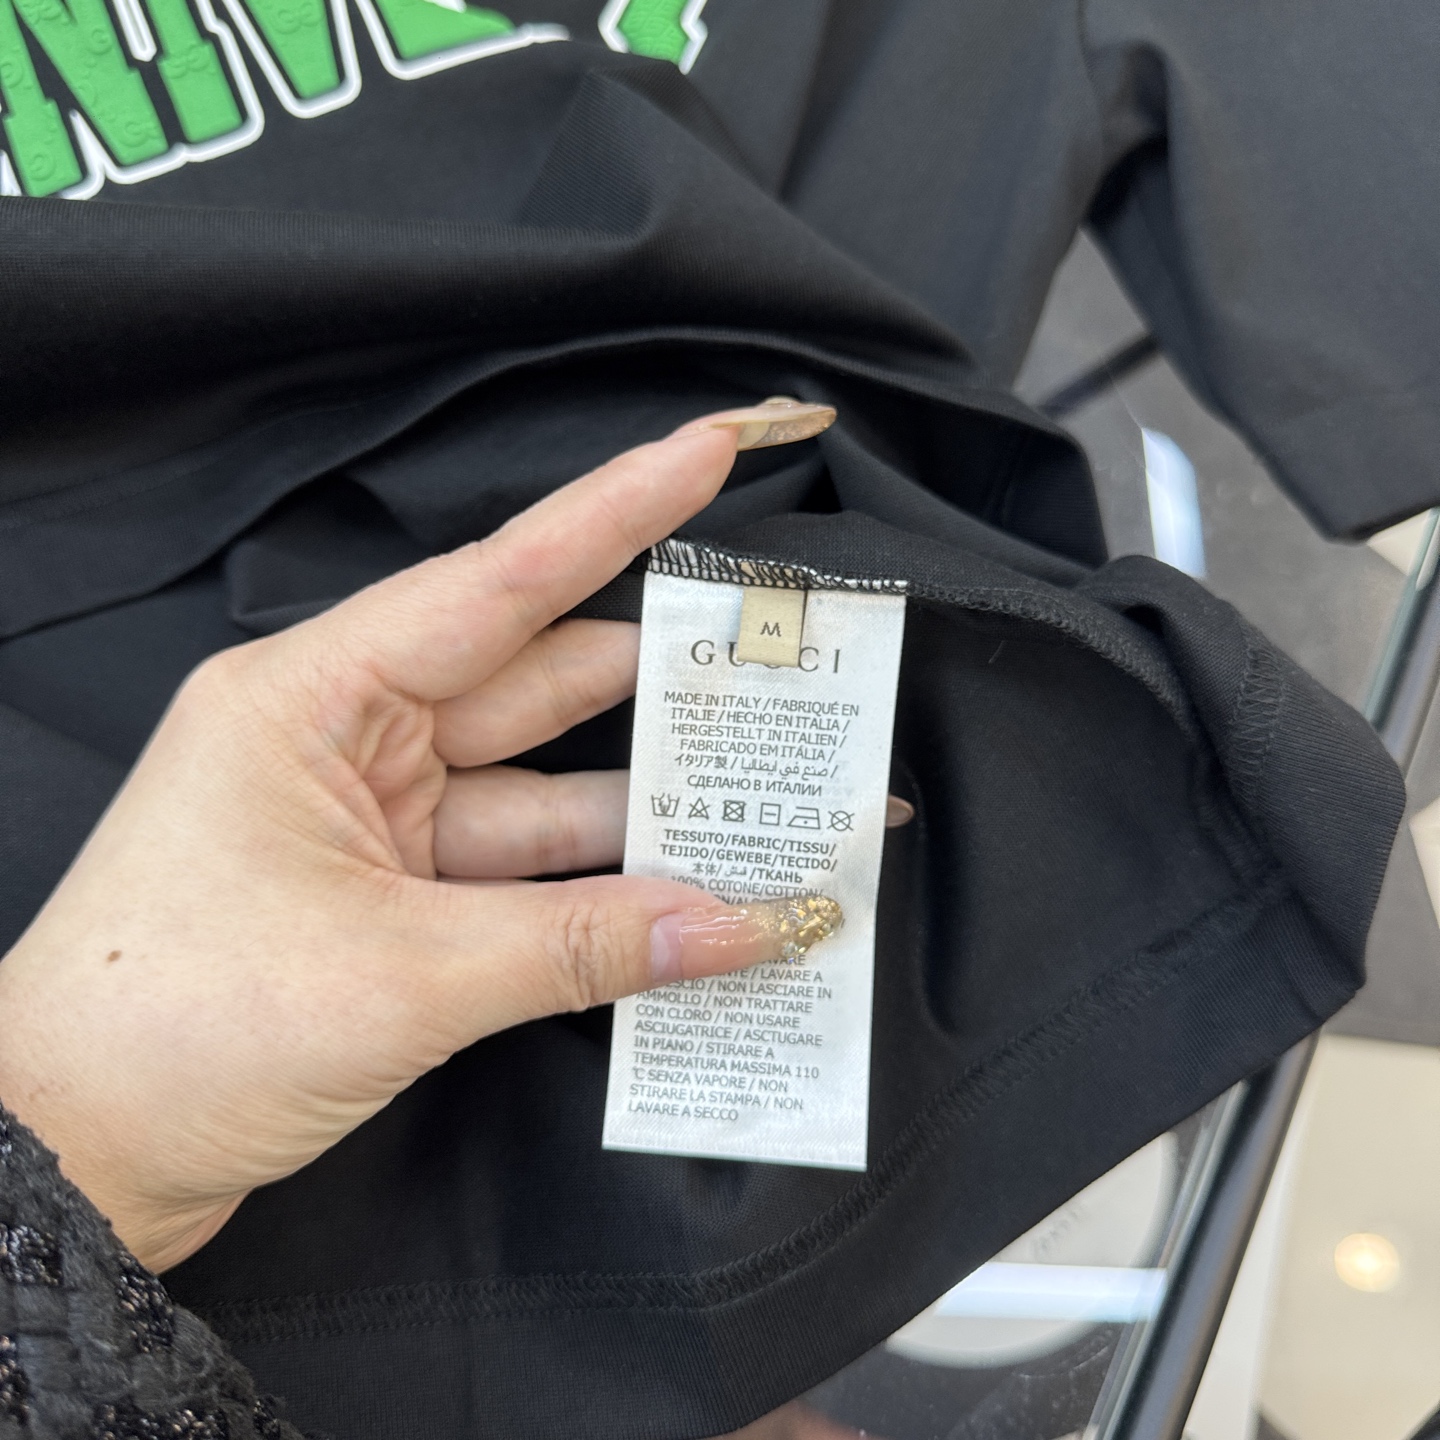 M
GUCCI
MADE IN ITALY / FABRIQUÉ EN
ITALIE / HECHO EN ITALIA /
HERGESTELLT IN ITALIEN /
FABRICADO EM ITÁLIA /
イタリア製 / صنع في ايطاليا /
СДЕЛАНО В ИТАЛИИ
TESSUTO/FABRIC/TISSU/
TEJIDO/GEWEBE/TECIDO/
本体/ قماش /ТКАНЬ
100% COTONE/COTTON/
LAVARE A
NON LASCIARE IN
AMMOLLO / NON TRATTARE
CON CLORO / NON USARE
ASCIUGATRICE / ASCTUGARE
IN PIANO / STIRARE A
TEMPERATURA MASSIMA 110
°C SENZA VAPORE / NON
STIRARE LA STAMPA / NON
LAVARE A SECCO